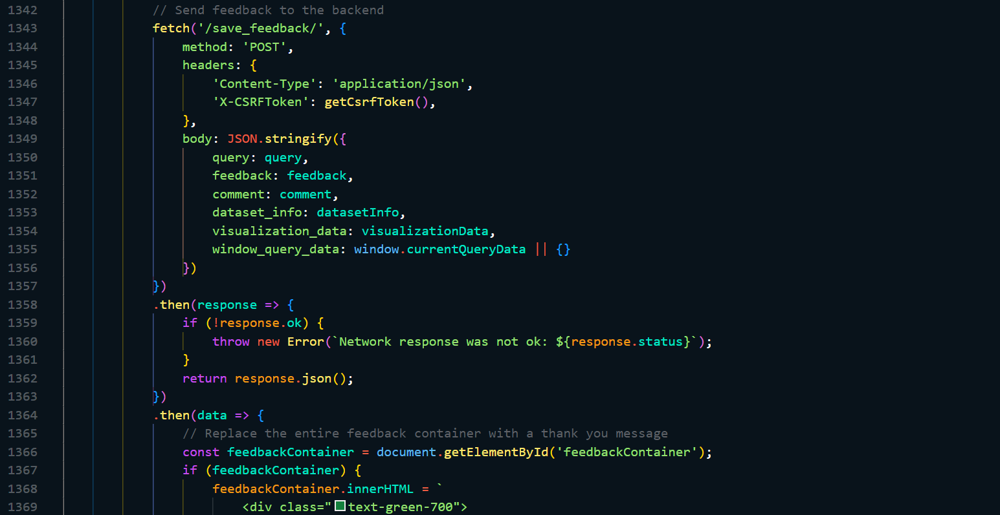 1342 // Send feedback to the backend
1343 fetch('/save_feedback/', {
1344 method: 'POST',
1345 headers: {
1346 'Content-Type': 'application/json',
1347 'X-CSRFToken': getCsrfToken(),
1348 },
1349 body: JSON.stringify({
1350 query: query,
1351 feedback: feedback,
1352 comment: comment,
1353 dataset_info: datasetInfo,
1354 visualization_data: visualizationData,
1355 window_query_data: window.currentQueryData || {}
1356 })
1357 })
1358 .then(response => {
1359 if (!response.ok) {
1360 throw new Error(`Network response was not ok: ${response.status}`);
1361 }
1362 return response.json();
1363 })
1364 .then(data => {
1365 // Replace the entire feedback container with a thank you message
1366 const feedbackContainer = document.getElementById('feedbackContainer');
1367 if (feedbackContainer) {
1368 feedbackContainer.innerHTML = `
1369 <div class="text-green-700">